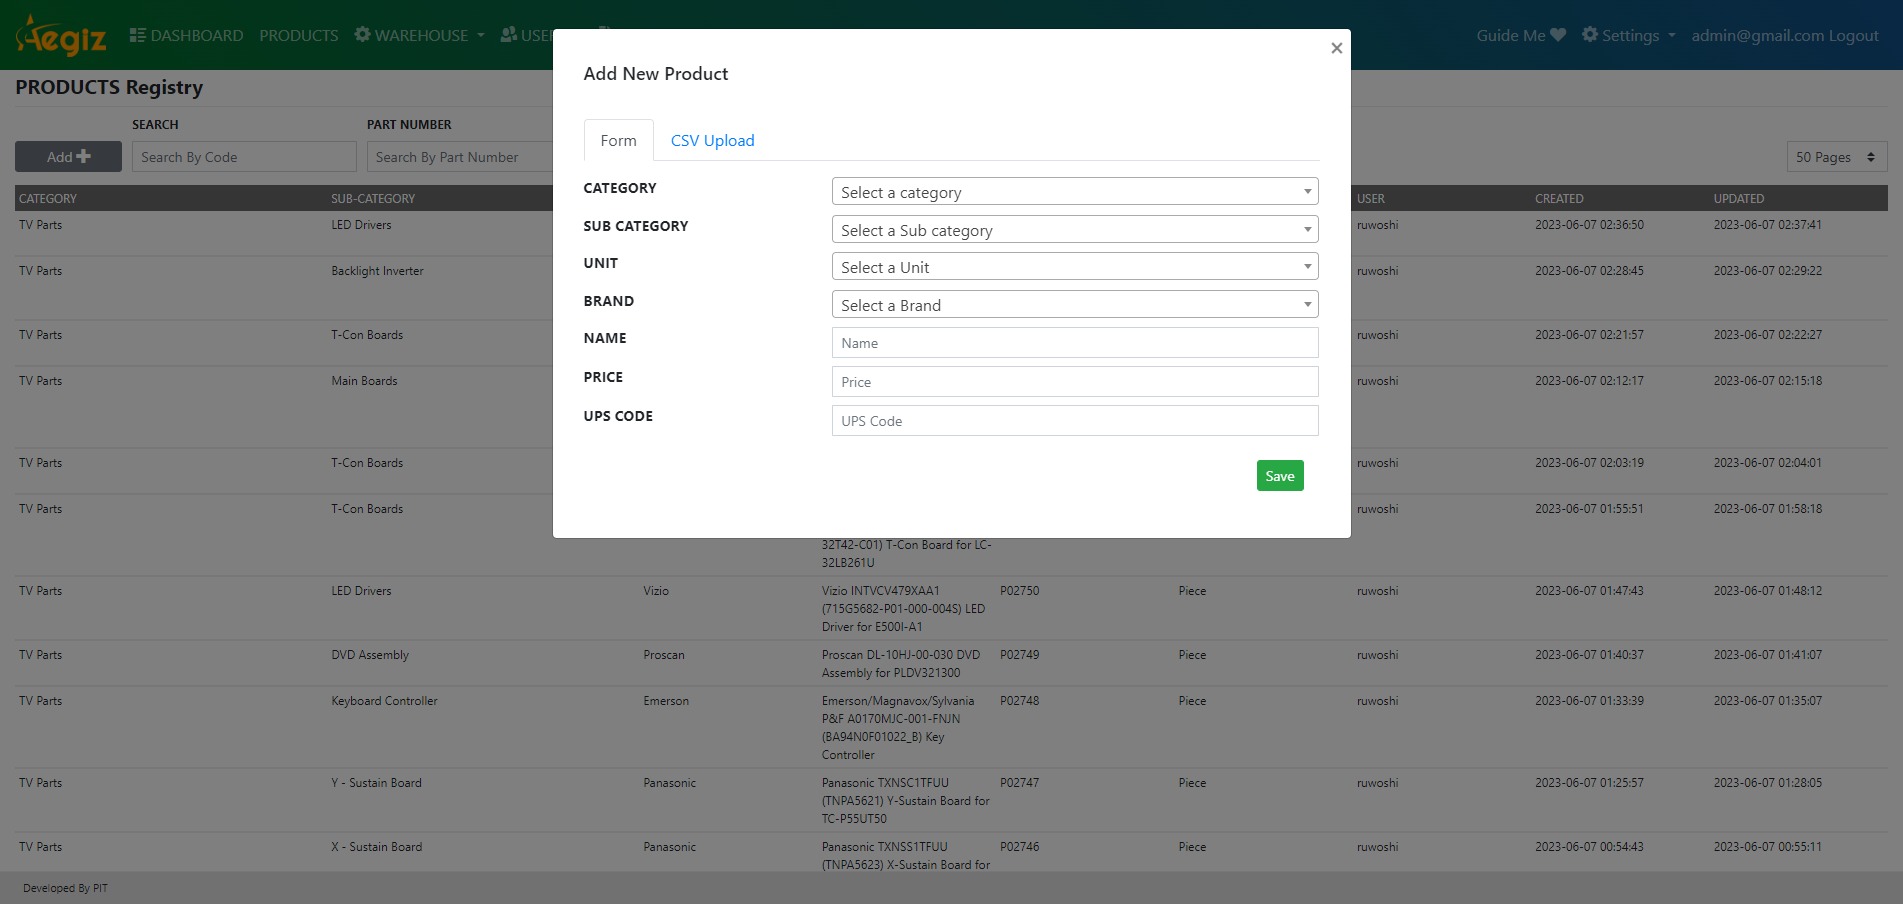 Aegiz
DASHBOARD PRODUCTS WAREHOUSE
Guide Me Settings admin@gmail.com Logout
PRODUCTS Registry
SEARCH PART NUMBER
Add Search By Code Search By Part Number 50 Pages
×
Add New Product
Form CSV Upload
CATEGORY Select a category
SUB CATEGORY Select a Sub category
UNIT Select a Unit
BRAND Select a Brand
NAME Name
PRICE Price
UPS CODE UPS Code
Save
CATEGORY SUB-CATEGORY USER CREATED UPDATED
TV Parts LED Drivers ruwoshi 2023-06-07 02:36:50 2023-06-07 02:37:41
TV Parts Backlight Inverter ruwoshi 2023-06-07 02:28:45 2023-06-07 02:29:22
TV Parts T-Con Boards ruwoshi 2023-06-07 02:21:57 2023-06-07 02:22:27
TV Parts Main Boards ruwoshi 2023-06-07 02:12:17 2023-06-07 02:15:18
TV Parts T-Con Boards ruwoshi 2023-06-07 02:03:19 2023-06-07 02:04:01
TV Parts T-Con Boards ruwoshi 2023-06-07 01:55:51 2023-06-07 01:58:18
32T42-C01) T-Con Board for LC-
32LB261U
TV Parts LED Drivers Vizio Vizio INTVCV479XAA1 P02750 Piece ruwoshi 2023-06-07 01:47:43 2023-06-07 01:48:12
(715G5682-P01-000-004S) LED
Driver for E500I-A1
TV Parts DVD Assembly Proscan Proscan DL-10HJ-00-030 DVD P02749 Piece ruwoshi 2023-06-07 01:40:37 2023-06-07 01:41:07
Assembly for PLDV321300
TV Parts Keyboard Controller Emerson Emerson/Magnavox/Sylvania P02748 Piece ruwoshi 2023-06-07 01:33:39 2023-06-07 01:35:07
P&F A0170MJC-001-FNJN
(BA94N0F01022_B) Key
Controller
TV Parts Y - Sustain Board Panasonic Panasonic TXNSC1TFUU P02747 Piece ruwoshi 2023-06-07 01:25:57 2023-06-07 01:28:05
(TNPA5621) Y-Sustain Board for
TC-P55UT50
TV Parts X - Sustain Board Panasonic Panasonic TXNSS1TFUU P02746 Piece ruwoshi 2023-06-07 00:54:43 2023-06-07 00:55:11
(TNPA5623) X-Sustain Board for
Developed By PIT